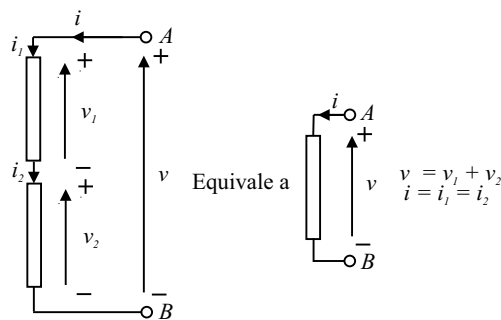 i A
i₁ + +
v₁
− i A
i₂ + v Equivale a + v = v₁ + v₂
v i = i₁ = i₂
v₂ −
− − B
B